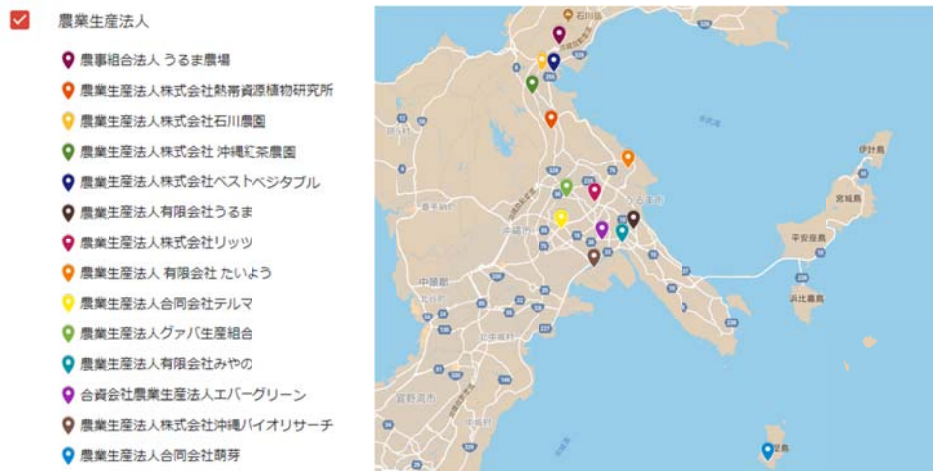 農業生産法人
農事組合法人 うるま農場
農業生産法人株式会社熱帯資源植物研究所
農業生産法人株式会社石川農園
農業生産法人株式会社 沖縄紅茶農園
農業生産法人株式会社ベストベジタブル
農業生産法人有限会社うるま
農業生産法人株式会社リッツ
農業生産法人 有限会社 たいよう
農業生産法人合同会社テルマ
農業生産法人グァバ生産組合
農業生産法人有限会社みやの
合資会社農業生産法人エバーグリーン
農業生産法人株式会社沖縄バイオリサーチ
農業生産法人合同会社萌芽
石川岳
伊計島
宮城島
平安座島
浜比嘉島
うるま市
沖縄市
中頭郡
北谷町
北中城村
宜野湾市
中城村